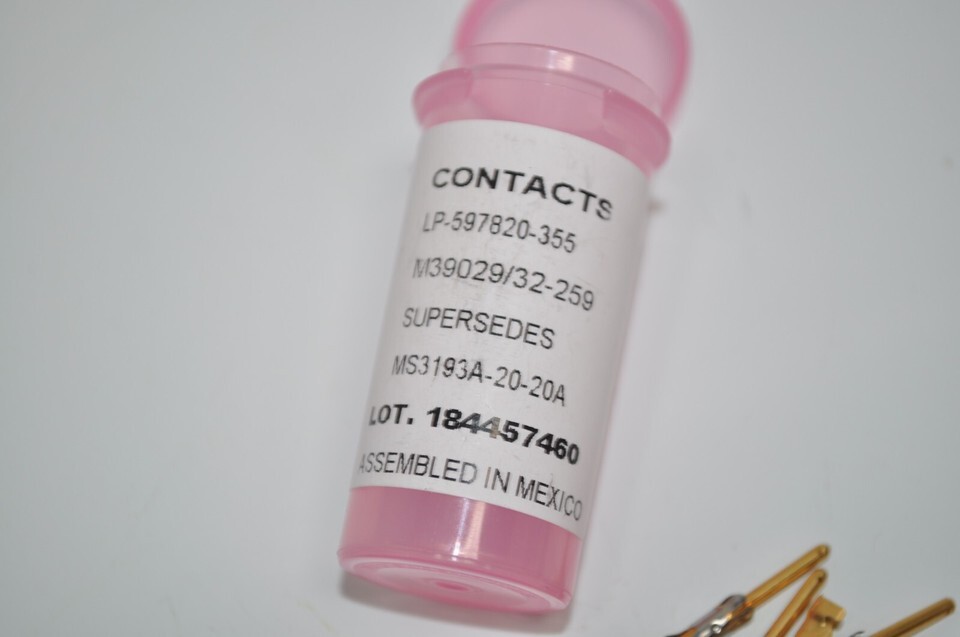 CONTACTS
LP-597820-355
M39029/32-259
SUPERSEDES
MS3193A-20-20A
LOT. 184457460
ASSEMBLED IN MEXICO